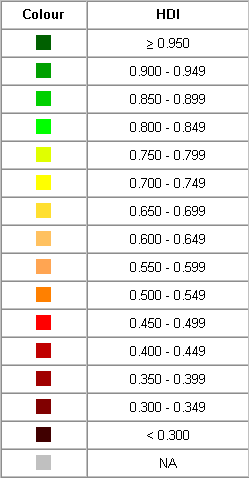 Colour HDI
≥ 0.950
0.900 - 0.949
0.850 - 0.899
0.800 - 0.849
0.750 - 0.799
0.700 - 0.749
0.650 - 0.699
0.600 - 0.649
0.550 - 0.599
0.500 - 0.549
0.450 - 0.499
0.400 - 0.449
0.350 - 0.399
0.300 - 0.349
< 0.300
NA